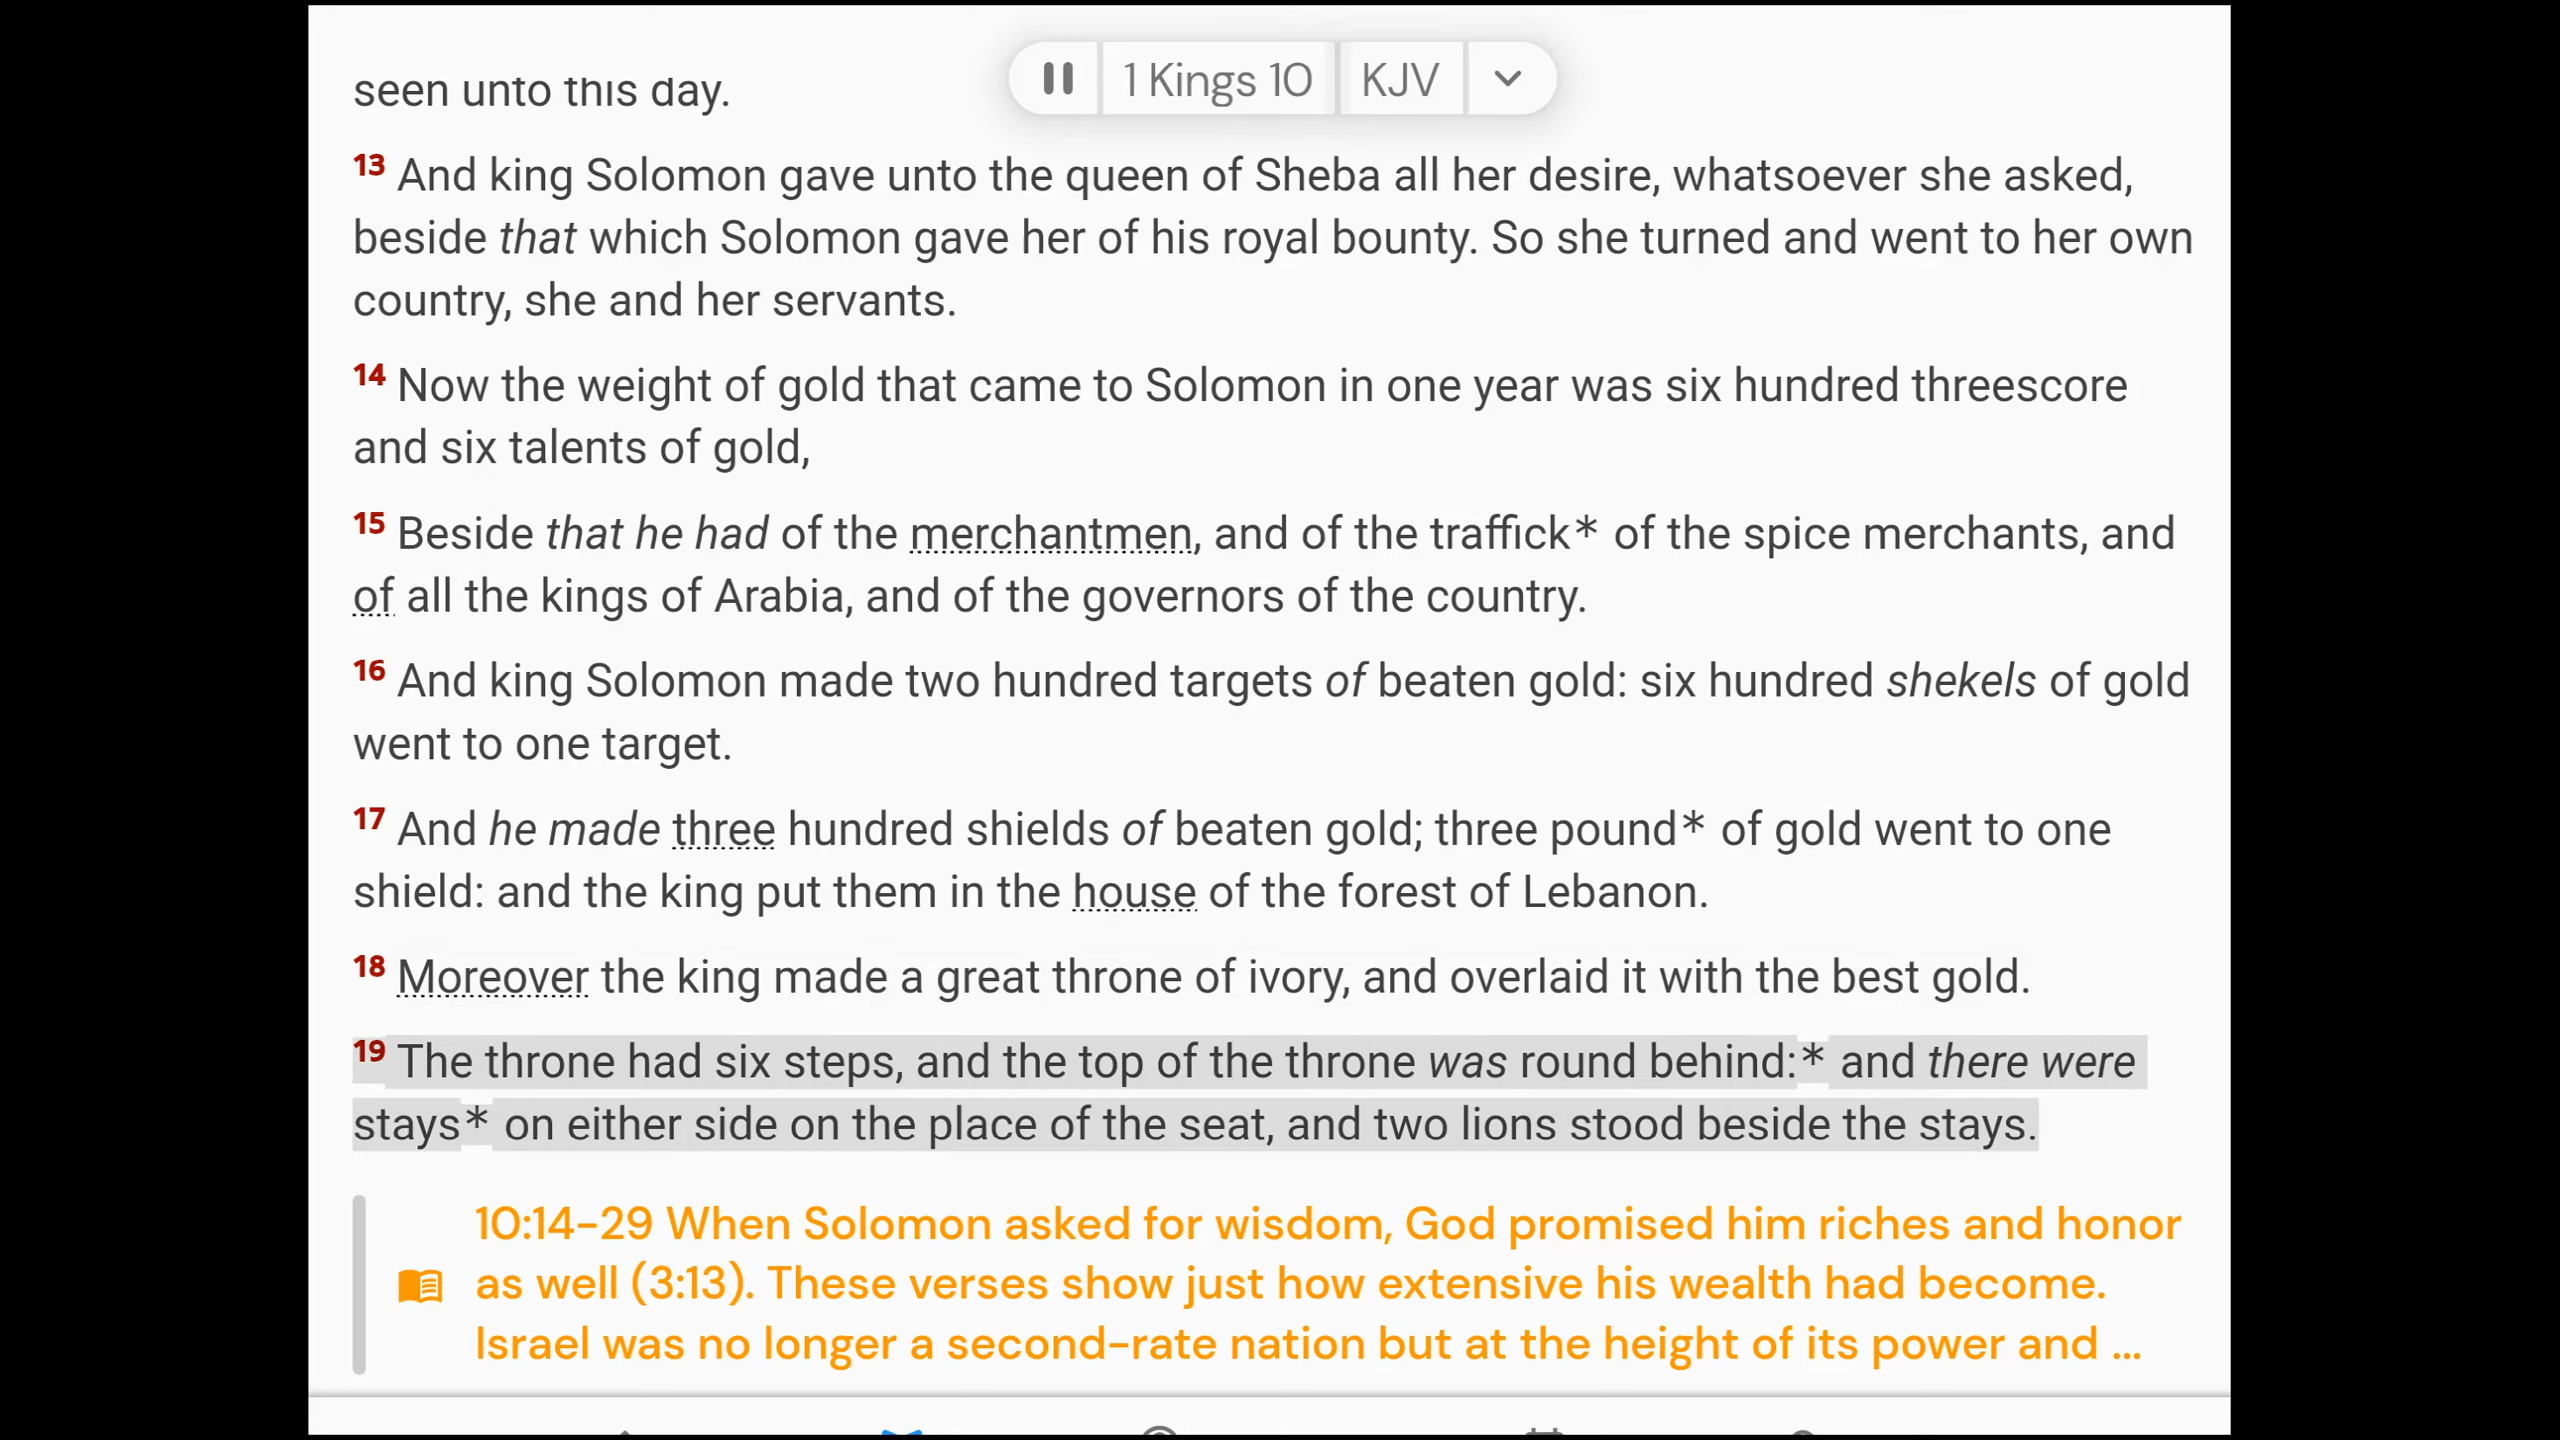 seen unto this day.
1 Kings 10 KJV
13 And king Solomon gave unto the queen of Sheba all her desire, whatsoever she asked,
beside that which Solomon gave her of his royal bounty. So she turned and went to her own
country, she and her servants.
14 Now the weight of gold that came to Solomon in one year was six hundred threescore
and six talents of gold,
15 Beside that he had of the merchantmen, and of the traffick* of the spice merchants, and
of all the kings of Arabia, and of the governors of the country.
16 And king Solomon made two hundred targets of beaten gold: six hundred shekels of gold
went to one target.
17 And he made three hundred shields of beaten gold; three pound* of gold went to one
shield: and the king put them in the house of the forest of Lebanon.
18 Moreover the king made a great throne of ivory, and overlaid it with the best gold.
19 The throne had six steps, and the top of the throne was round behind:* and there were
stays* on either side on the place of the seat, and two lions stood beside the stays.
10:14-29 When Solomon asked for wisdom, God promised him riches and honor
as well (3:13). These verses show just how extensive his wealth had become.
Israel was no longer a second-rate nation but at the height of its power and ...